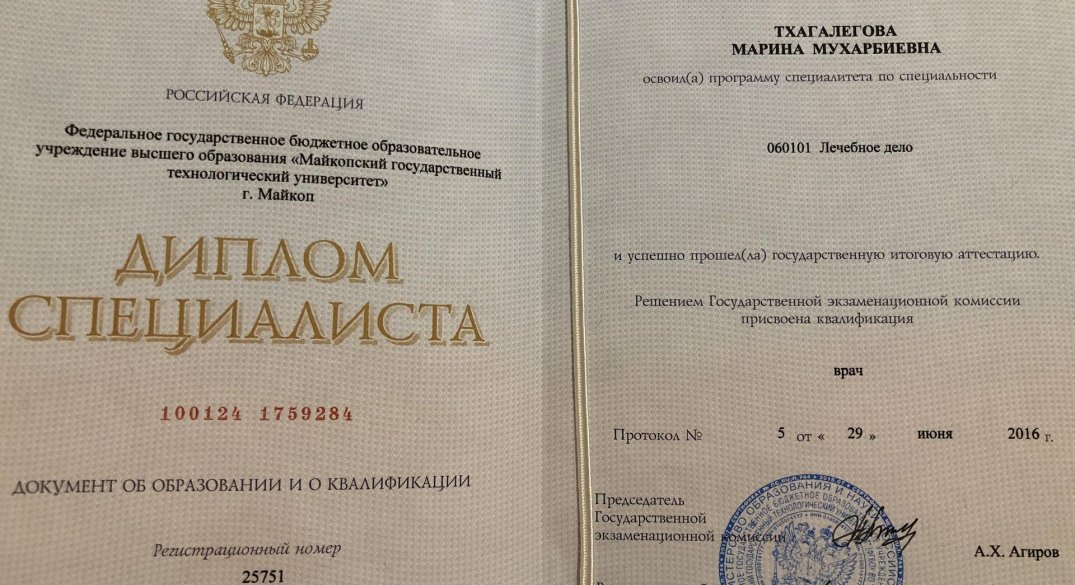 РОССИЙСКАЯ ФЕДЕРАЦИЯ
Федеральное государственное бюджетное образовательное
учреждение высшего образования «Майкопский государственный
технологический университет»
г. Майкоп
ДИПЛОМ
СПЕЦИАЛИСТА
100124 1759284
ДОКУМЕНТ ОБ ОБРАЗОВАНИИ И О КВАЛИФИКАЦИИ
Регистрационный номер
25751
ТХАГАЛЕГОВА
МАРИНА МУХАРБИЕВНА
освоил(а) программу специалитета по специальности
060101 Лечебное дело
и успешно прошел(ла) государственную итоговую аттестацию.
Решением Государственной экзаменационной комиссии
присвоена квалификация
врач
Протокол № 5 от « 29 » июня 2016 г.
Председатель
Государственной
экзаменационной комиссии
А.Х. Агиров